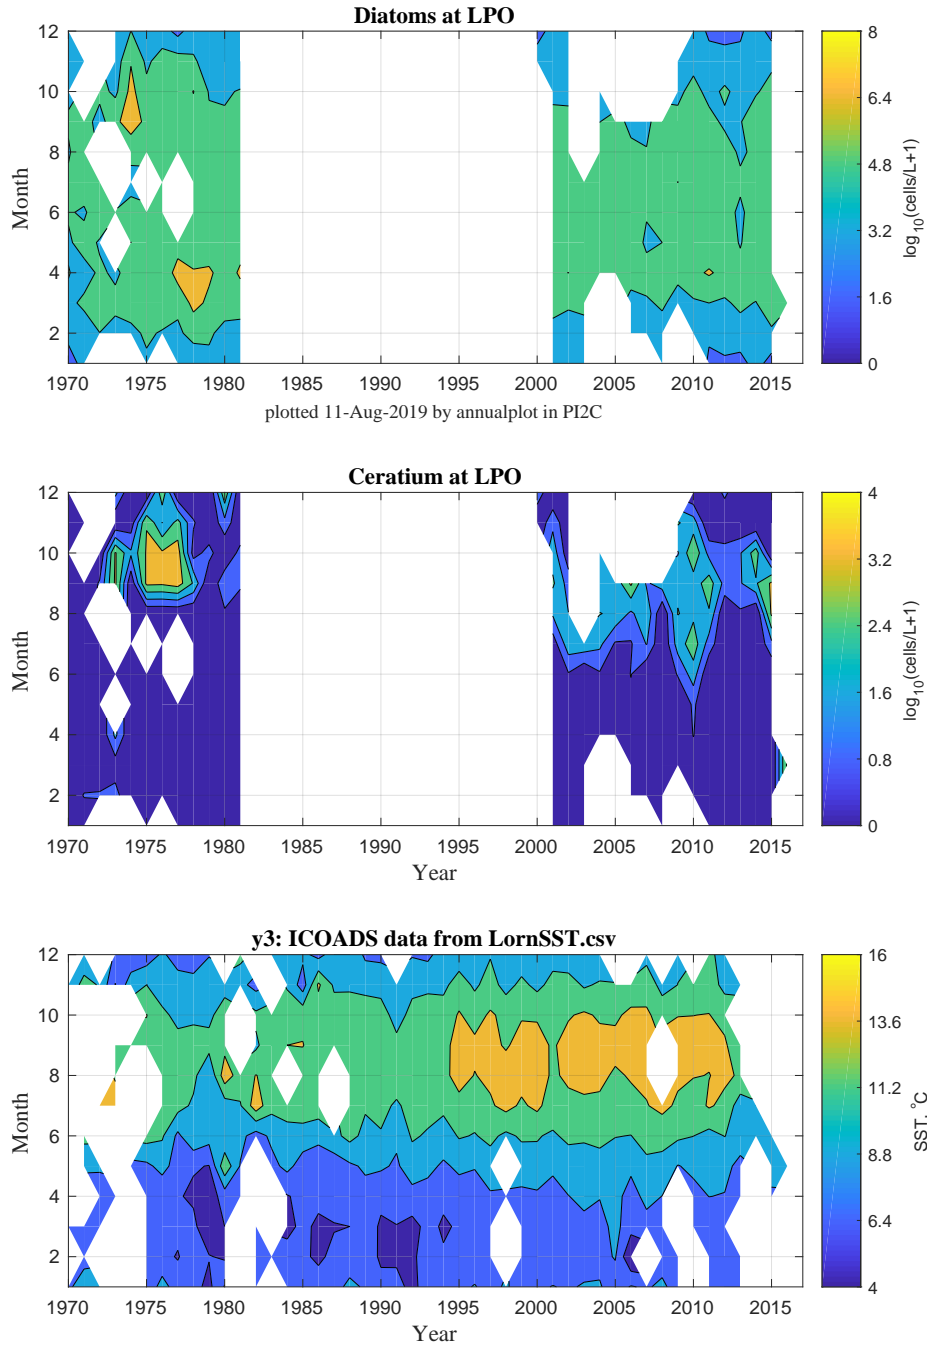 Diatoms at LPO
12
10
8
6
4
2
Month
1970 1975 1980 1985 1990 1995 2000 2005 2010 2015
plotted 11-Aug-2019 by annualplot in PI2C
8
6.4
4.8
3.2
1.6
0
log10(cells/L+1)
Ceratium at LPO
12
10
8
6
4
2
Month
1970 1975 1980 1985 1990 1995 2000 2005 2010 2015
Year
4
3.2
2.4
1.6
0.8
0
log10(cells/L+1)
y3: ICOADS data from LornSST.csv
12
10
8
6
4
2
Month
1970 1975 1980 1985 1990 1995 2000 2005 2010 2015
Year
16
13.6
11.2
8.8
6.4
4
SST. °C